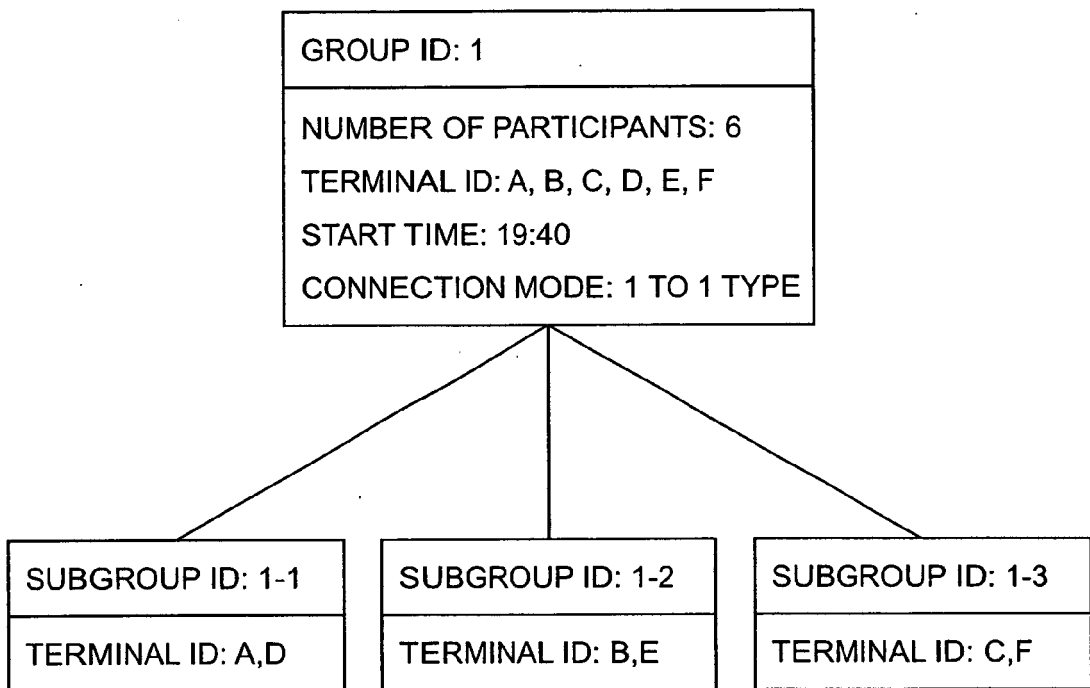 GROUP ID: 1
NUMBER OF PARTICIPANTS: 6
TERMINAL ID: A, B, C, D, E, F
START TIME: 19:40
CONNECTION MODE: 1 TO 1 TYPE
SUBGROUP ID: 1-1
TERMINAL ID: A,D
SUBGROUP ID: 1-2
TERMINAL ID: B,E
SUBGROUP ID: 1-3
TERMINAL ID: C,F